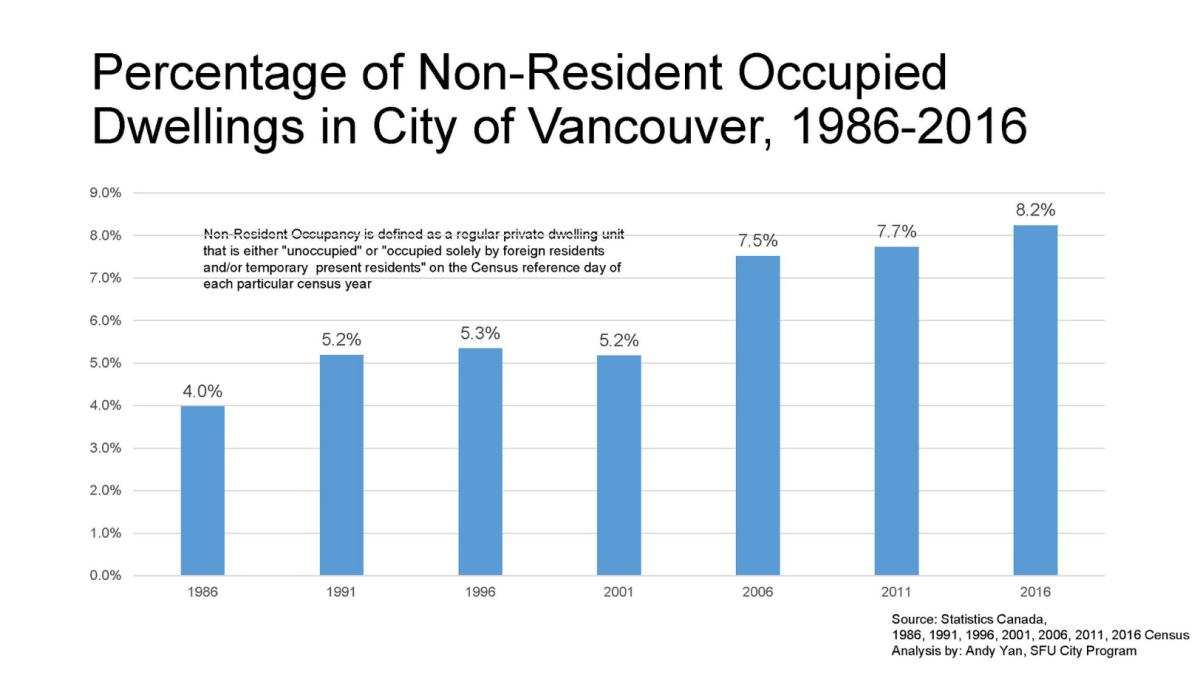 Percentage of Non-Resident Occupied
Dwellings in City of Vancouver, 1986-2016
9.0%
8.0%
7.0%
6.0%
5.0%
4.0%
3.0%
2.0%
1.0%
0.0%
Non-Resident Occupancy is defined as a regular private dwelling unit
that is either "unoccupied" or "occupied solely by foreign residents
and/or temporary present residents" on the Census reference day of
each particular census year
4.0%
5.2%
5.3%
5.2%
7.5%
7.7%
8.2%
1986
1991
1996
2001
2006
2011
2016
Source: Statistics Canada,
1986, 1991, 1996, 2001, 2006, 2011, 2016 Census
Analysis by: Andy Yan, SFU City Program